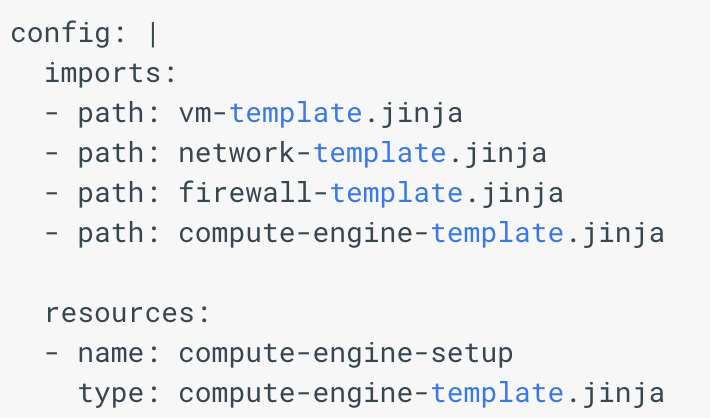 config: |
  imports:
  - path: vm-template.jinja
  - path: network-template.jinja
  - path: firewall-template.jinja
  - path: compute-engine-template.jinja

  resources:
  - name: compute-engine-setup
    type: compute-engine-template.jinja